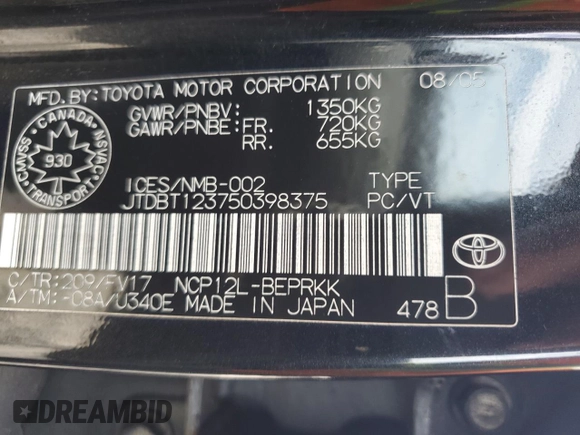 MFD.BY:TOYOTA MOTOR CORPORATION 08/05
GVWR/PNBV: 1350KG
GAWR/PNBE:FR. 720KG
RR. 655KG
CANADA
CMVSS NSVAC
930
TRANSPORT
ICES/NMB-002 TYPE
JTDBT123750398375 PC/VT
TOYOTA
C/TR:209/FV17 NCP12L-BEPRKK
A/TM:-08A/U340E MADE IN JAPAN 478 B
DREAMBID